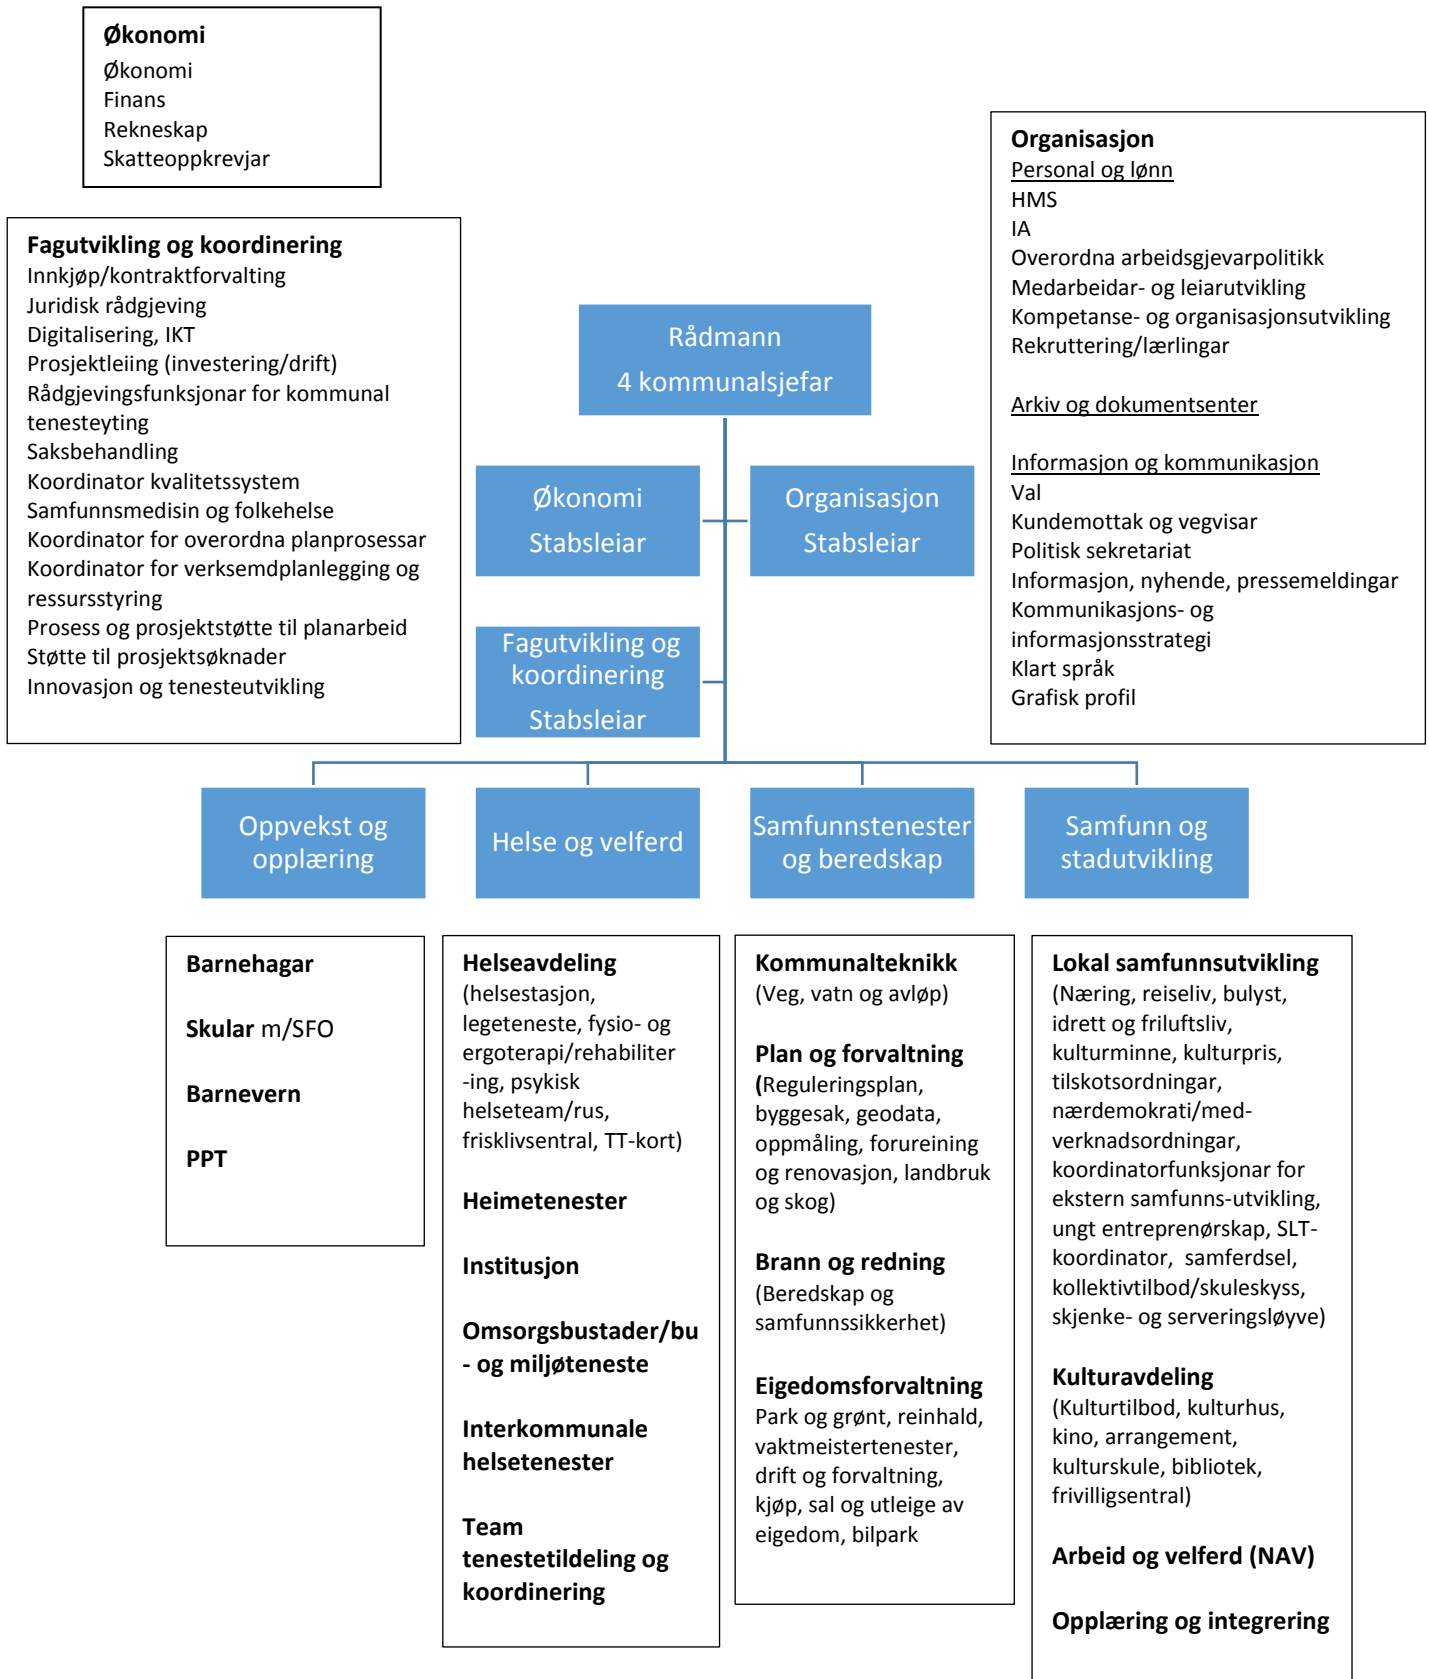 Økonomi
Økonomi
Finans
Rekneskap
Skatteoppkrevjar
Organisasjon
Personal og lønn
HMS
IA
Overordna arbeidsgjevarpolitikk
Medarbeidar- og leiarutvikling
Kompetanse- og organisasjonsutvikling
Rekruttering/lærlingar
Arkiv og dokumentsenter
Informasjon og kommunikasjon
Val
Kundemottak og vegvisar
Politisk sekretariat
Informasjon, nyhende, pressemeldingar
Kommunikasjons- og
informasjonsstrategi
Klart språk
Grafisk profil
Fagutvikling og koordinering
Innkjøp/kontraktforvalting
Juridisk rådgjeving
Digitalisering, IKT
Prosjektleiing (investering/drift)
Rådgjevingsfunksjonar for kommunal
tenesteyting
Saksbehandling
Koordinator kvalitetssystem
Samfunnsmedisin og folkehelse
Koordinator for overordna planprosessar
Koordinator for verksemdplanlegging og
ressursstyring
Prosess og prosjektstøtte til planarbeid
Støtte til prosjektsøknader
Innovasjon og tenesteutvikling
Rådmann
4 kommunalsjefar
Økonomi
Stabsleiar
Organisasjon
Stabsleiar
Fagutvikling og
koordinering
Stabsleiar
Oppvekst og
opplæring
Helse og velferd
Samfunnstenester
og beredskap
Samfunn og
stadutvikling
Barnehagar
Skular m/SFO
Barnevern
PPT
Helseavdeling
(helsestasjon,
legeteneste, fysio- og
ergoterapi/rehabiliter
-ing, psykisk
helseteam/rus,
frisklivsentral, TT-kort)
Heimetenester
Institusjon
Omsorgsbustader/bu
- og miljøteneste
Interkommunale
helsetenester
Team
tenestetildeling og
koordinering
Kommunalteknikk
(Veg, vatn og avløp)
Plan og forvaltning
(Reguleringsplan,
byggesak, geodata,
oppmåling, forureining
og renovasjon, landbruk
og skog)
Brann og redning
(Beredskap og
samfunnssikkerhet)
Eigedomsforvaltning
Park og grønt, reinhald,
vaktmeistertenester,
drift og forvaltning,
kjøp, sal og utleige av
eigedom, bilpark
Lokal samfunnsutvikling
(Næring, reiseliv, bulyst,
idrett og friluftsliv,
kulturminne, kulturpris,
tilskotsordningar,
nærdemokrati/med-
verknadsordningar,
koordinatorfunksjonar for
ekstern samfunns-utvikling,
ungt entreprenørskap, SLT-
koordinator,  samferdsel,
kollektivtilbod/skuleskyss,
skjenke- og serveringsløyve)
Kulturavdeling
(Kulturtilbod, kulturhus,
kino, arrangement,
kulturskule, bibliotek,
frivilligsentral)
Arbeid og velferd (NAV)
Opplæring og integrering